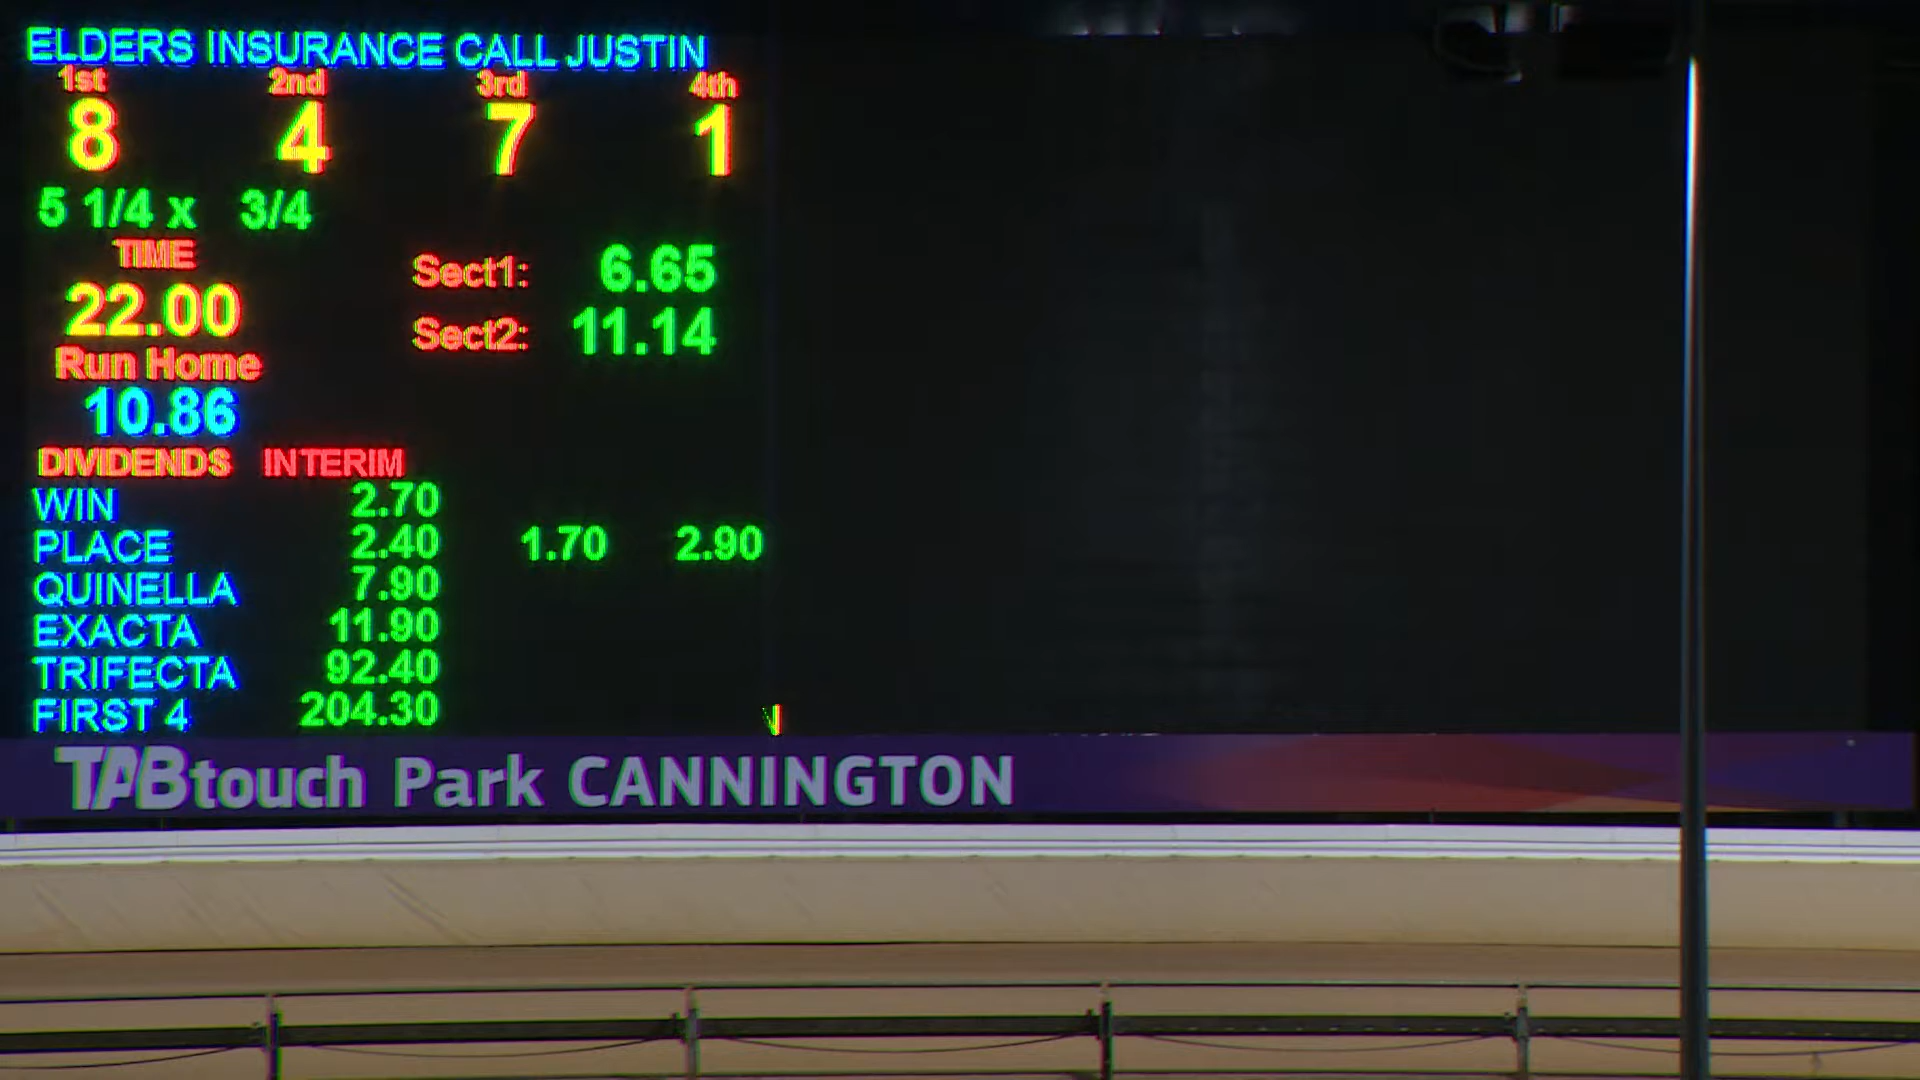 ELDERS INSURANCE CALL JUSTIN
1st 2nd 3rd 4th
8 4 7 1
5 1/4 x 3/4
TIME
22.00
Sect1: 6.65
Sect2: 11.14
Run Home
10.86
DIVIDENDS INTERIM
WIN 2.70
PLACE 2.40 1.70 2.90
QUINELLA 7.90
EXACTA 11.90
TRIFECTA 92.40
FIRST 4 204.30
TABtouch Park CANNINGTON